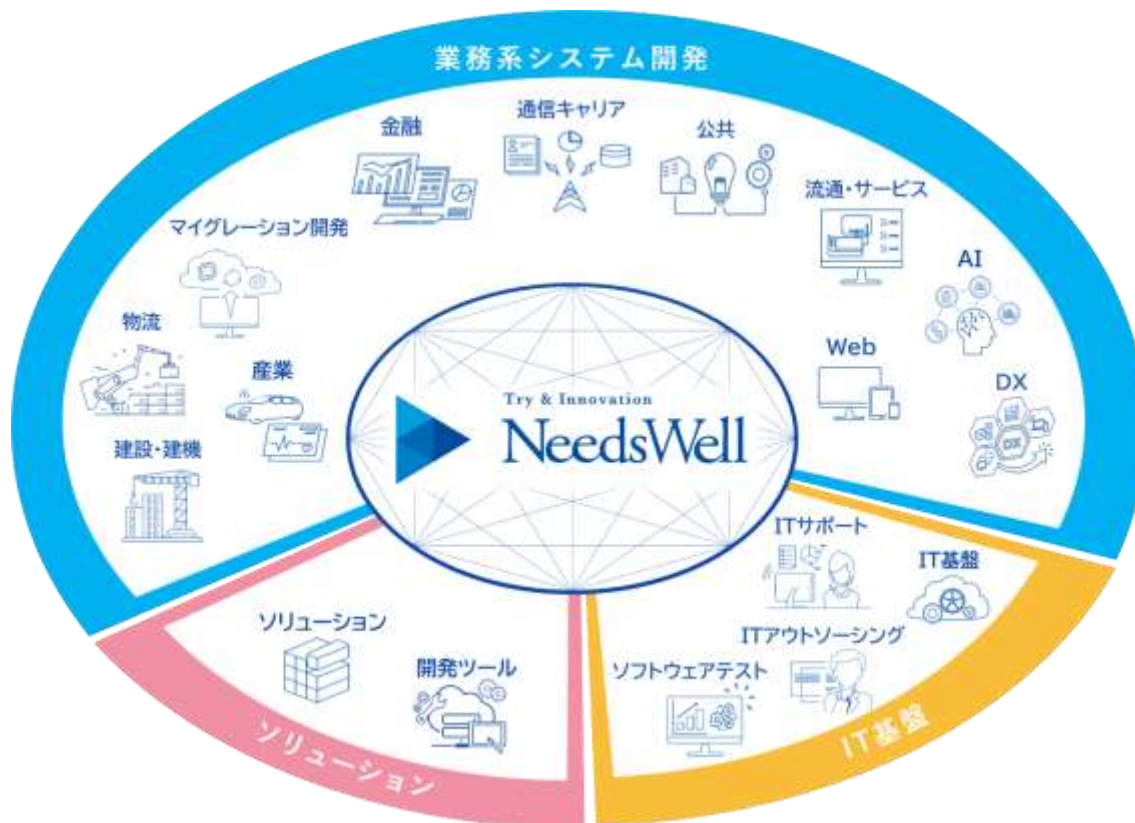 業務系システム開発
通信キャリア
金融
公共
流通・サービス
マイグレーション開発
AI
物流
Web
産業
DX
DX
建設・建機
Try & Innovation
NeedsWell
ITサポート
IT基盤
ソリューション
ITアウトソーシング
開発ツール
ソフトウェアテスト
ソリューション
IT基盤